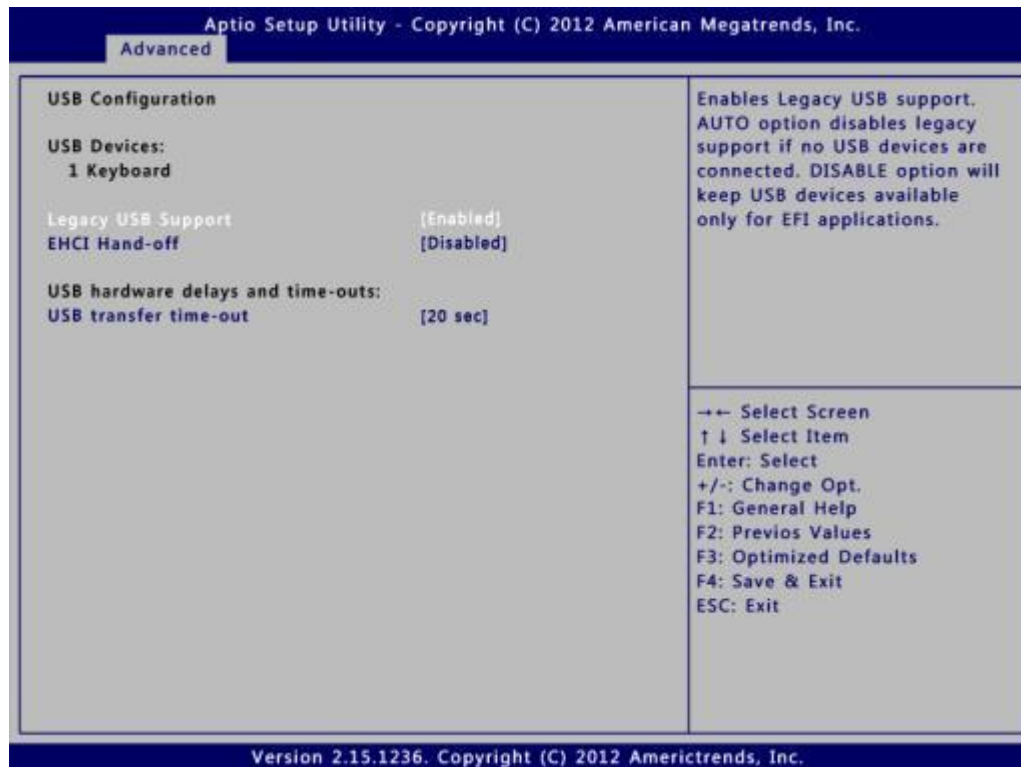 Aptio Setup Utility - Copyright (C) 2012 American Megatrends, Inc.
Advanced
USB Configuration
USB Devices:
1 Keyboard
Legacy USB Support [Enabled]
EHCI Hand-off [Disabled]
USB hardware delays and time-outs:
USB transfer time-out [20 sec]
Enables Legacy USB support.
AUTO option disables legacy
support if no USB devices are
connected. DISABLE option will
keep USB devices available
only for EFI applications.
→← Select Screen
↑↓ Select Item
Enter: Select
+/-: Change Opt.
F1: General Help
F2: Previos Values
F3: Optimized Defaults
F4: Save & Exit
ESC: Exit
Version 2.15.1236. Copyright (C) 2012 Americtrends, Inc.